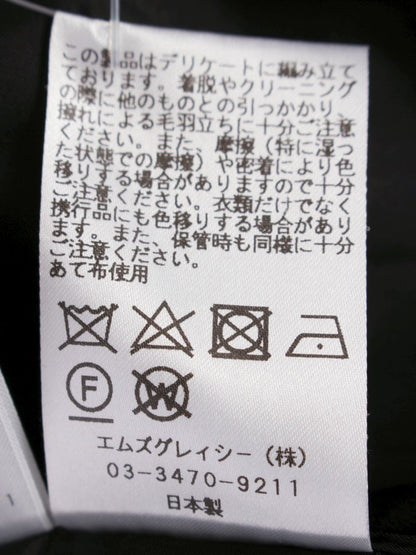 この製品はデリケートに編み立て
ております。着脱やクリーニング
の際に他のものとの引っかかり、
擦れによる毛羽立ちに十分ご注意
ください。また、摩擦（特に湿っ
た状態での摩擦）や密着により色
移りする場合がありますので十分
ご注意ください。衣類だけでなく
携行品にも色移りする場合があり
ます。また、保管時も同様に十分
ご注意ください。
あて布使用
F
W
エムズグレイシー（株）
03-3470-9211
日本製
1